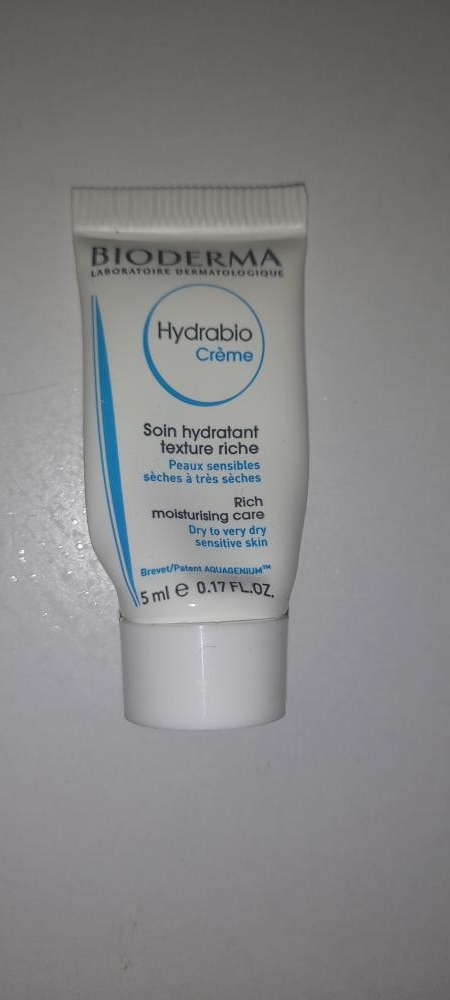 BIODERMA
LABORATOIRE DERMATOLOGIQUE
Hydrabio
Crème
Soin hydratant
texture riche
Peaux sensibles
sèches à très sèches
Rich
moisturising care
Dry to very dry
sensitive skin
Brevet/Patent AQUAGENIUM™
5 ml e 0.17 FL.OZ.